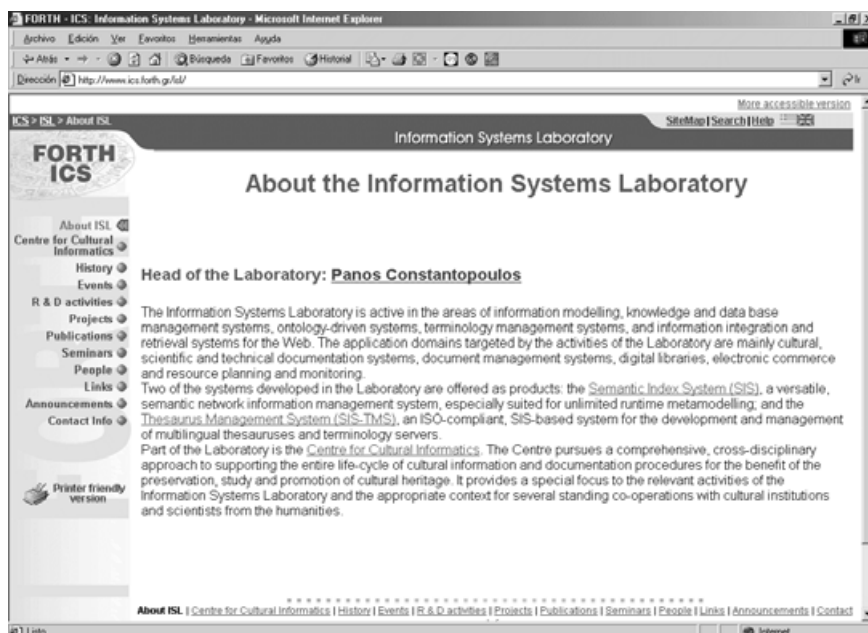 FORTH - ICS: Information Systems Laboratory - Microsoft Internet Explorer
Archivo Edición Ver Favoritos Herramientas Ayuda
Atrás Búsqueda Favoritos Historial
Dirección http://www.ics.forth.gr/isl/ Ir
More accessible version
ICS > ISL > About ISL SiteMap | Search | Help
Information Systems Laboratory
FORTH
ICS
About the Information Systems Laboratory
About ISL
Centre for Cultural
Informatics
History
Events
R & D activities
Projects
Publications
Seminars
People
Links
Announcements
Contact Info
Printer friendly
version
Head of the Laboratory: Panos Constantopoulos
The Information Systems Laboratory is active in the areas of information modelling, knowledge and data base
management systems, ontology-driven systems, terminology management systems, and information integration and
retrieval systems for the Web. The application domains targeted by the activities of the Laboratory are mainly cultural,
scientific and technical documentation systems, document management systems, digital libraries, electronic commerce
and resource planning and monitoring.
Two of the systems developed in the Laboratory are offered as products: the Semantic Index System (SIS), a versatile,
semantic network information management system, especially suited for unlimited runtime metamodelling; and the
Thesaurus Management System (SIS-TMS), an ISO-compliant, SIS-based system for the development and management
of multilingual thesauruses and terminology servers.
Part of the Laboratory is the Centre for Cultural Informatics. The Centre pursues a comprehensive, cross-disciplinary
approach to supporting the entire life-cycle of cultural information and documentation procedures for the benefit of the
preservation, study and promotion of cultural heritage. It provides a special focus to the relevant activities of the
Information Systems Laboratory and the appropriate context for several standing co-operations with cultural institutions
and scientists from the humanities.
About ISL | Centre for Cultural Informatics | History | Events | R & D activities | Projects | Publications | Seminars | People | Links | Announcements | Contact
Listo Internet